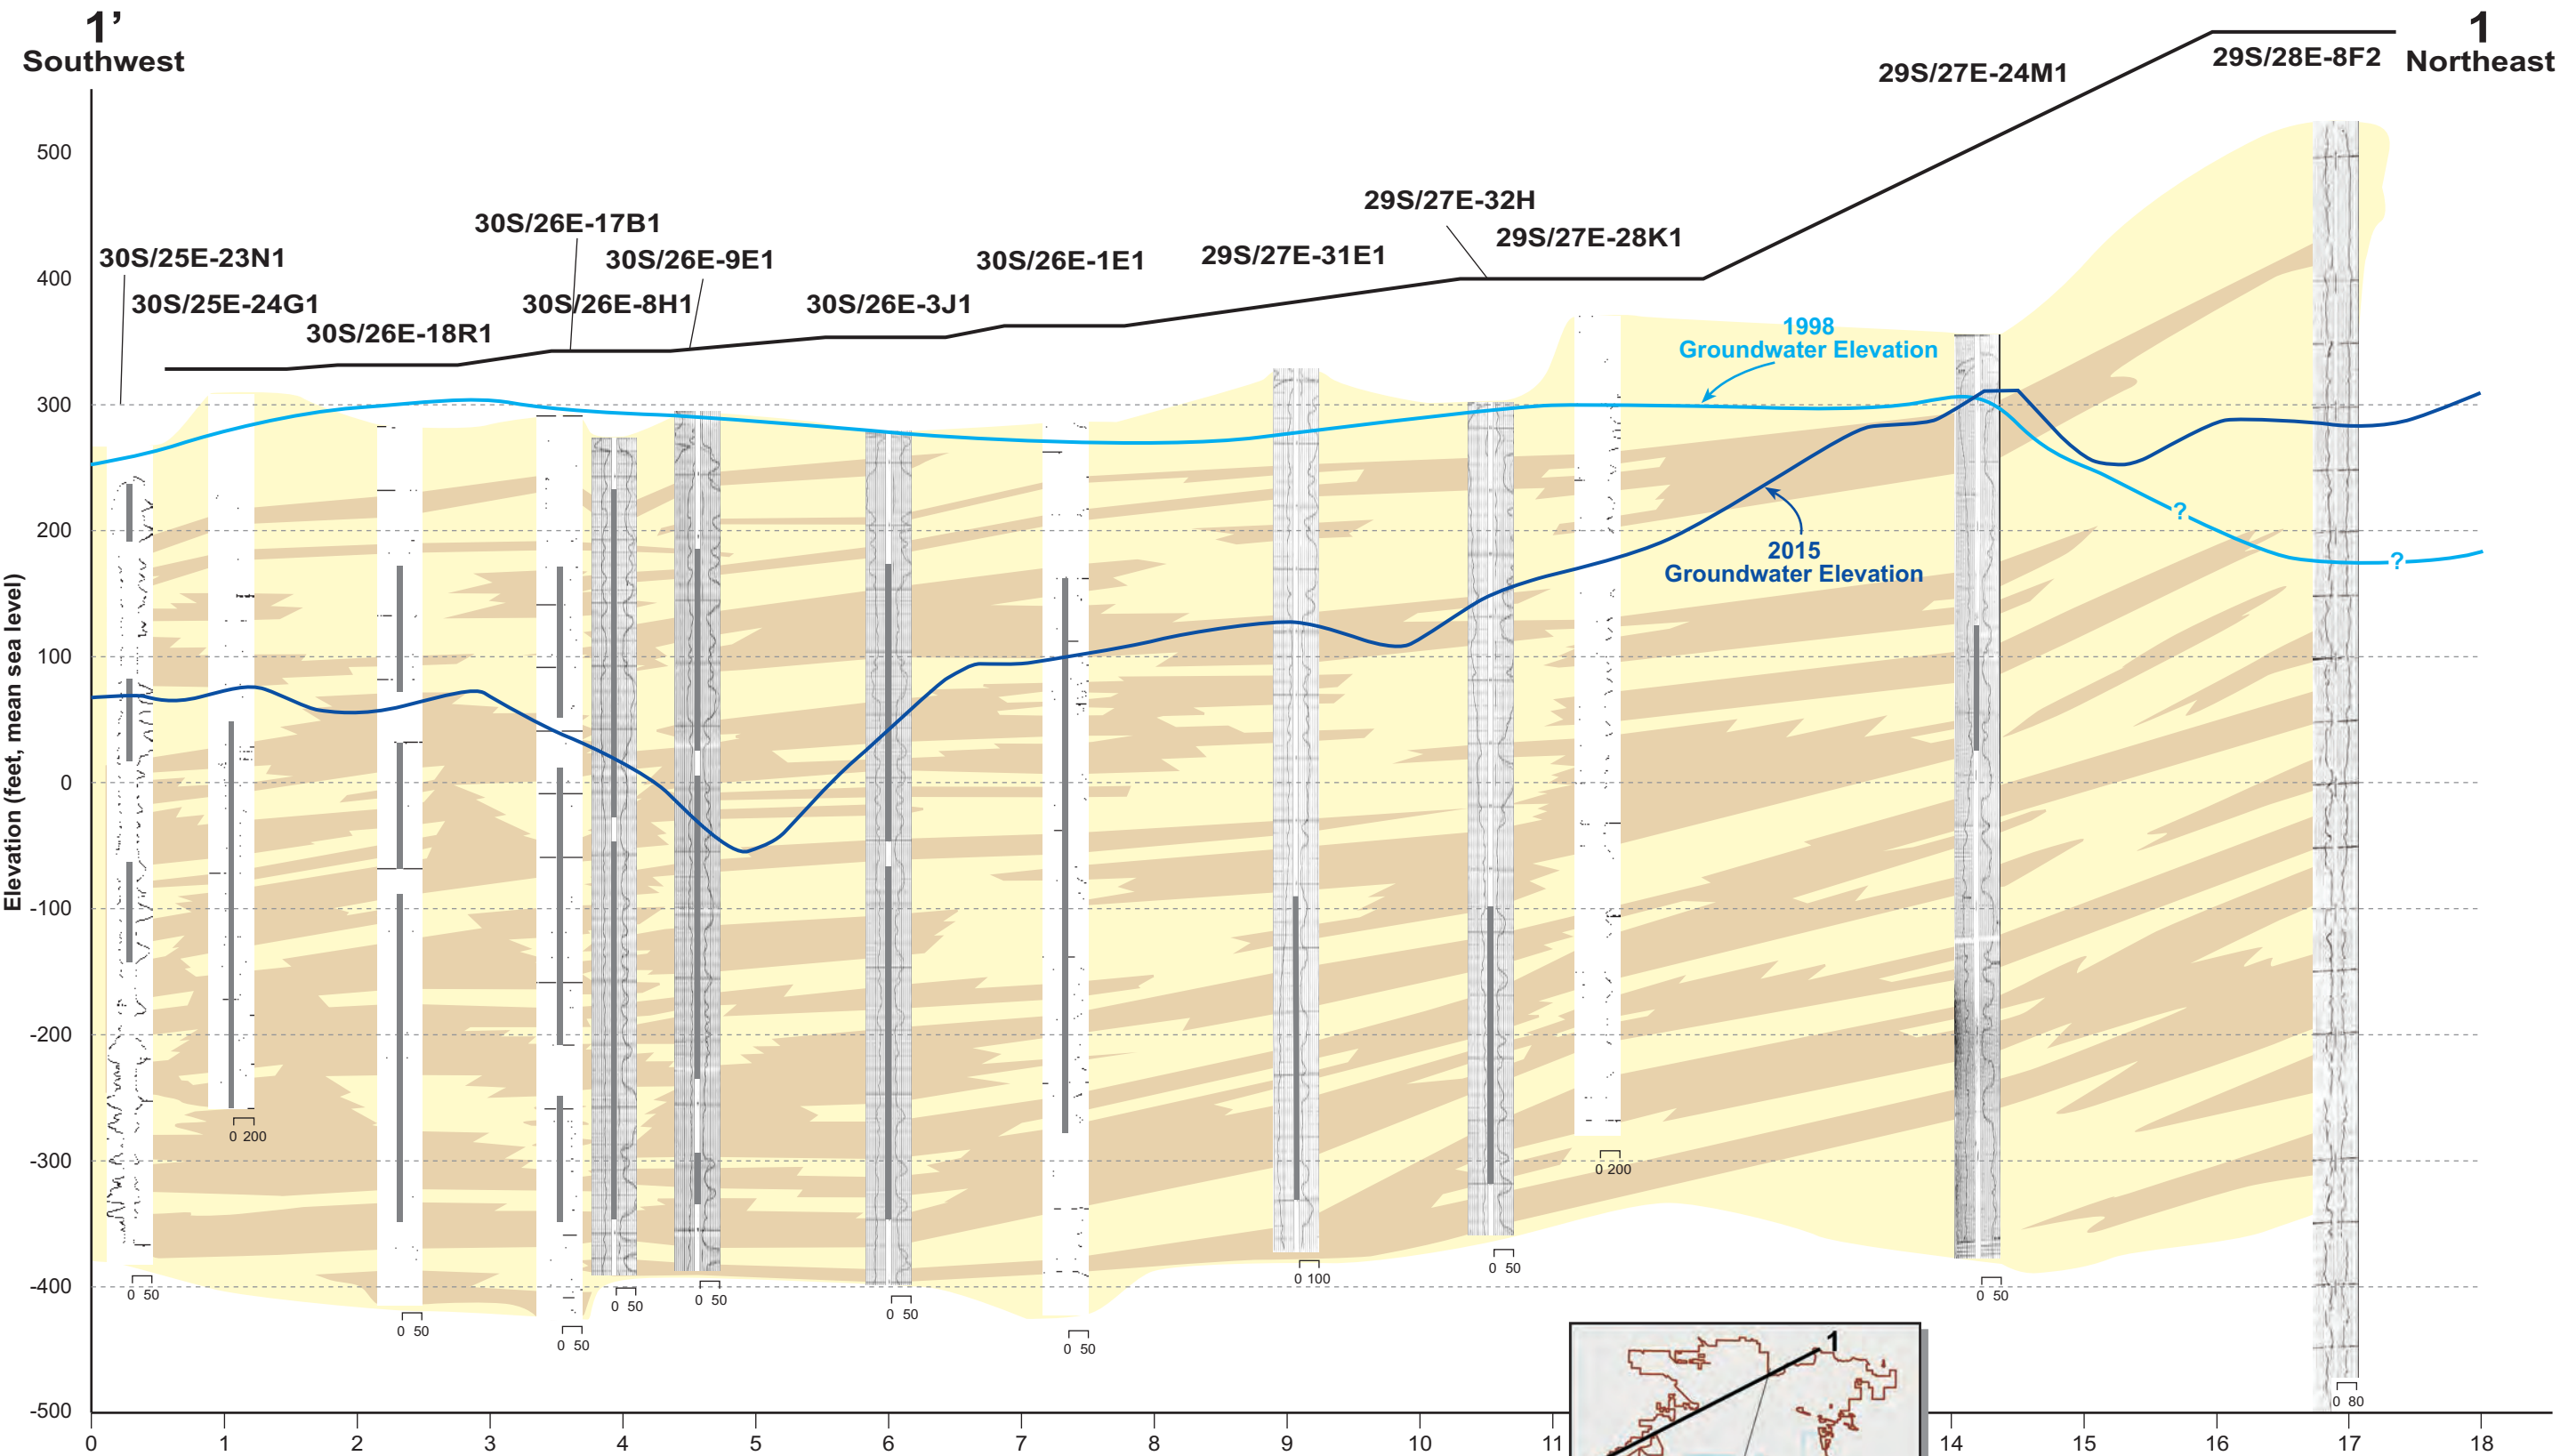 1’
Southwest
1
Northeast
29S/28E-8F2
29S/27E-24M1
29S/27E-32H
29S/27E-28K1
30S/26E-17B1
29S/27E-31E1
30S/25E-23N1
30S/26E-9E1
30S/26E-1E1
30S/25E-24G1
30S/26E-8H1
30S/26E-3J1
30S/26E-18R1
1998
Groundwater Elevation
2015
Groundwater Elevation
?
?
Elevation (feet, mean sea level)
500
400
300
200
100
0
-100
-200
-300
-400
-500
0 200
0 200
0 50
0 50
0 50
0 50
0 50
0 50
0 50
0 100
0 50
0 50
0 80
1
0
1
2
3
4
5
6
7
8
9
10
11
14
15
16
17
18